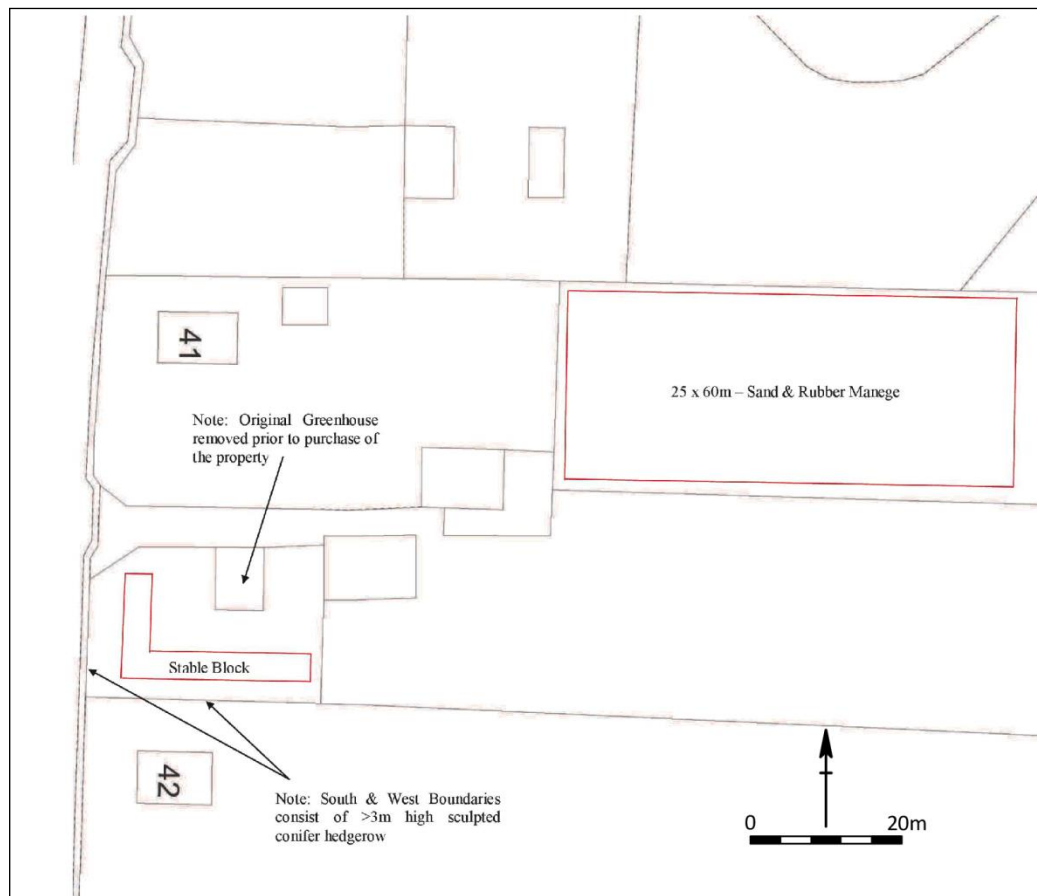 41
25 x 60m – Sand & Rubber Manege
Note: Original Greenhouse
removed prior to purchase of
the property
Stable Block
42
Note: South & West Boundaries
consist of >3m high sculpted
conifer hedgerow
0 20m